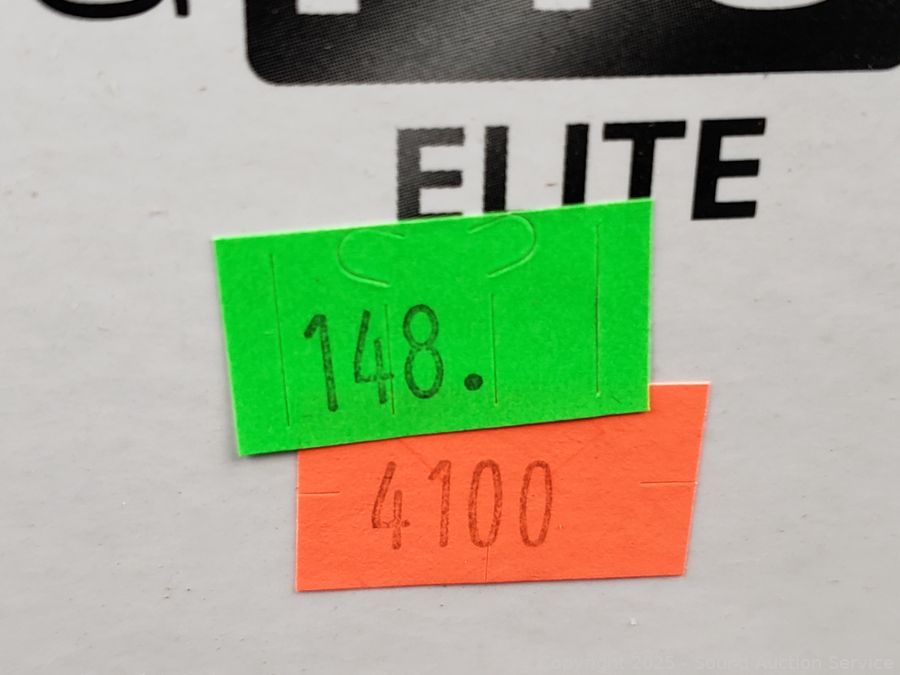 ELITE
148.
4100
Copyright 2025 - Sound Auction Service